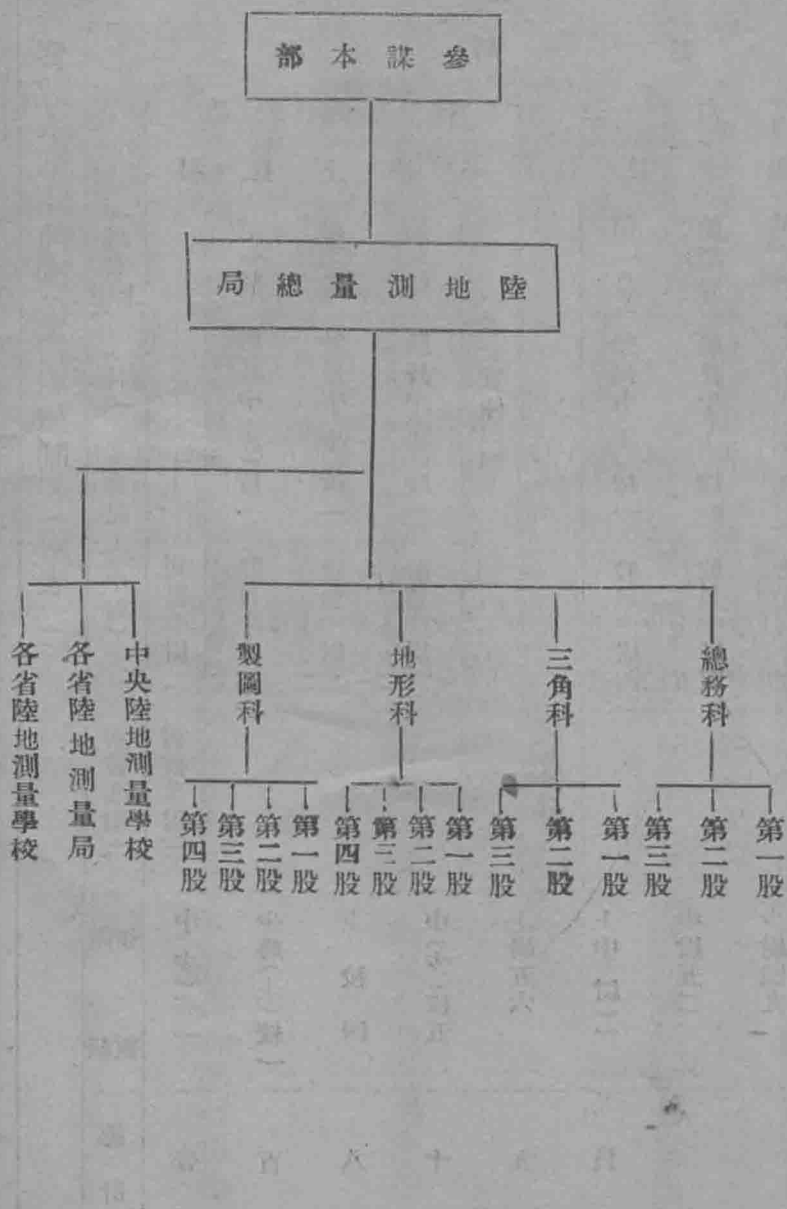 參謀本部
陸地測量總局
總務科
第一股
第二股
第三股
三角科
第一股
第二股
第三股
地形科
第一股
第二股
第三股
第四股
製圖科
第一股
第二股
第三股
第四股
中央陸地測量學校
各省陸地測量局
各省陸地測量學校